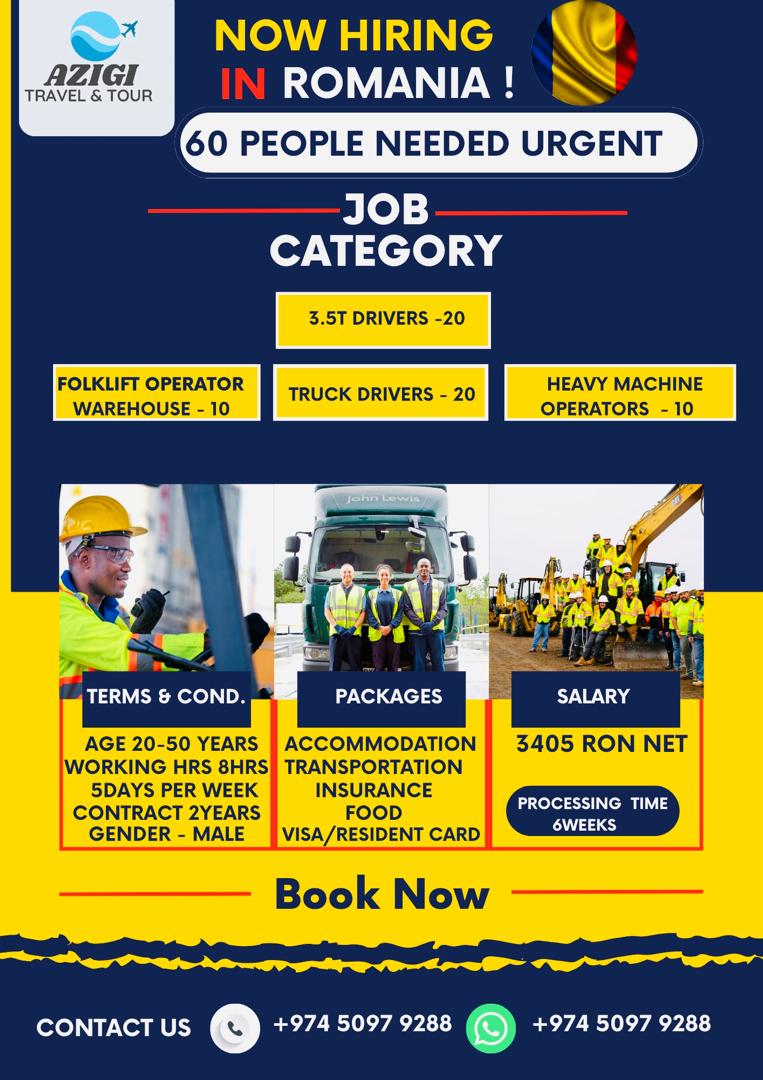 AZIGI
TRAVEL & TOUR
NOW HIRING
IN ROMANIA !
60 PEOPLE NEEDED URGENT
JOB
CATEGORY
3.5T DRIVERS -20
FOLKLIFT OPERATOR
WAREHOUSE - 10
TRUCK DRIVERS - 20
HEAVY MACHINE
OPERATORS - 10
John Lewis
CAT
TERMS & COND.
AGE 20-50 YEARS
WORKING HRS 8HRS
5DAYS PER WEEK
CONTRACT 2YEARS
GENDER - MALE
PACKAGES
ACCOMMODATION
TRANSPORTATION
INSURANCE
FOOD
VISA/RESIDENT CARD
SALARY
3405 RON NET
PROCESSING TIME
6WEEKS
Book Now
CONTACT US
+974 5097 9288
+974 5097 9288